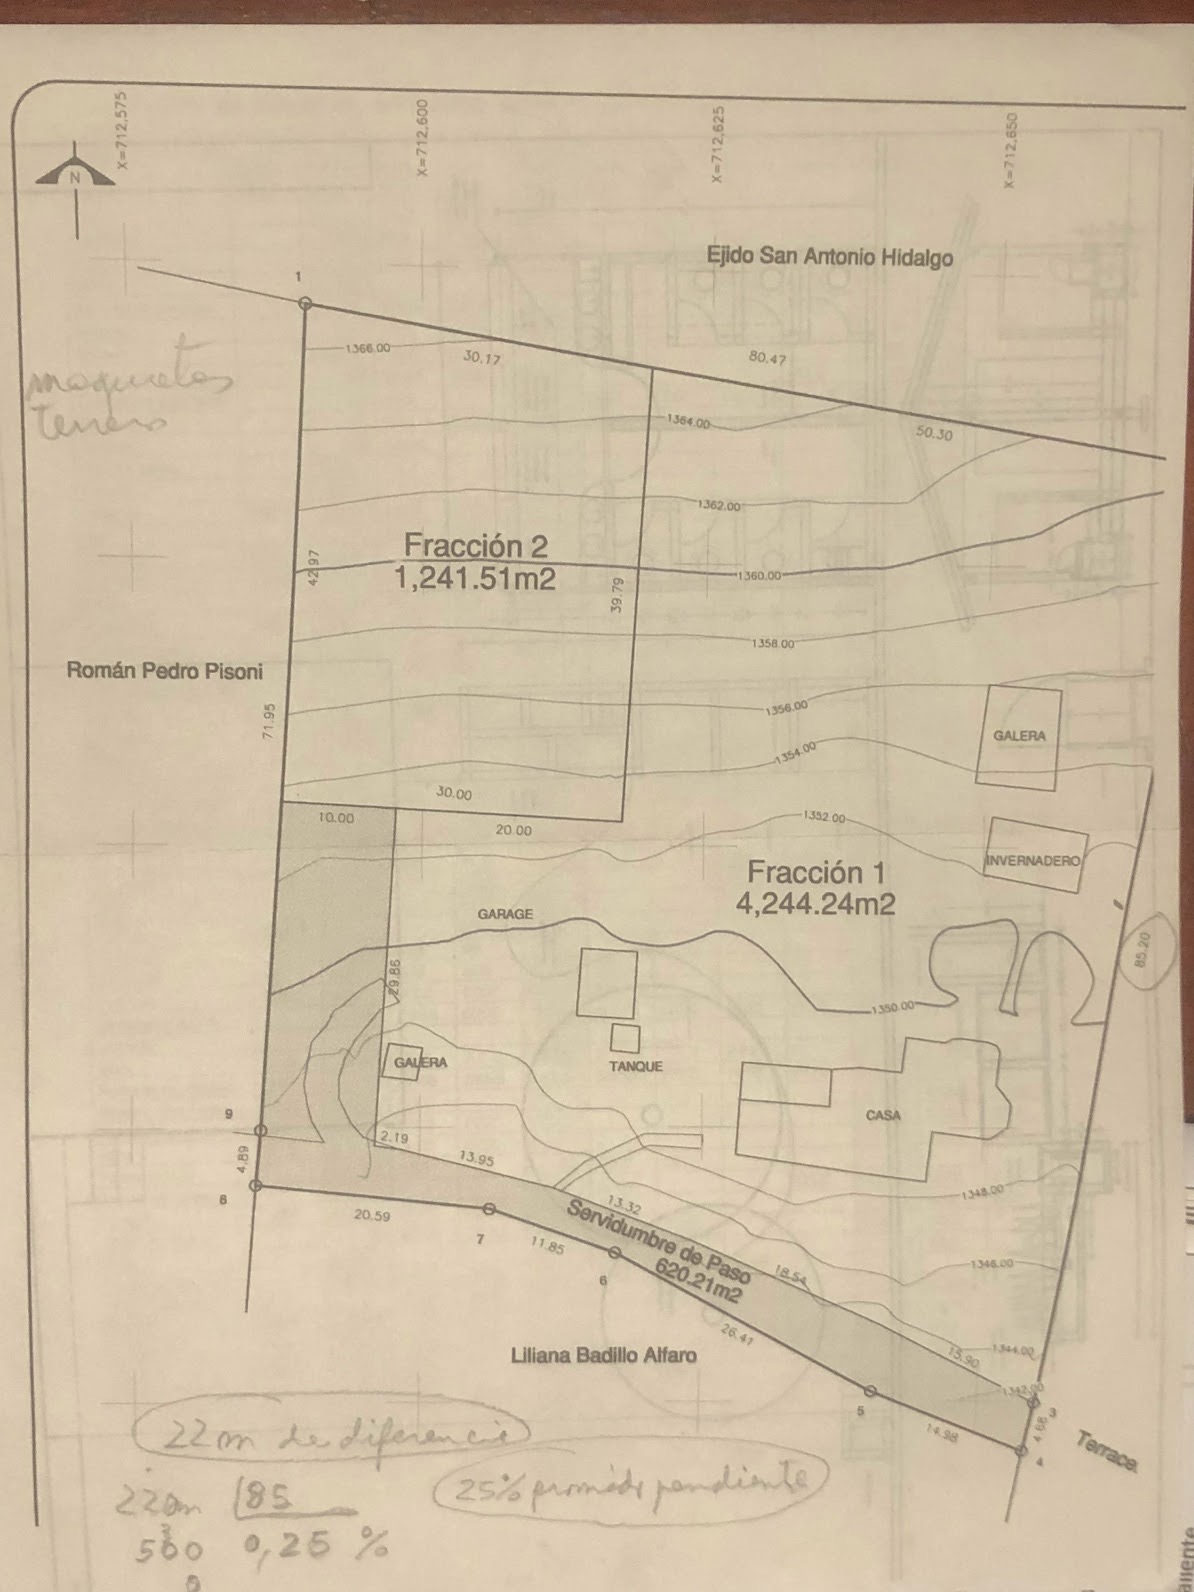 X=712,575
X=712,600
X=712,625
X=712,650
N
Ejido San Antonio Hidalgo
1
1366.00
30.17
80.47
maquetas
terreno
1364.00
50.30
1362.00
Fracción 2
1,241.51m2
42.97
39.79
1360.00
1358.00
Román Pedro Pisoni
71.95
1356.00
GALERA
1354.00
30.00
10.00
20.00
1352.00
INVERNADERO
Fracción 1
4,244.24m2
GARAGE
85.20
29.86
1350.00
GALERA
TANQUE
CASA
9
2.19
4.89
13.95
8
1348.00
20.59
13.32
Servidumbre de Paso
620.21m2
7
11.85
6
18.54
1346.00
26.41
Liliana Badillo Alfaro
15.90
1344.00
1342.00
3
5
14.98
4.66
4
Terrace
22m de diferencia
25% promedio pendiente
22m 85
500 0,25 %
0